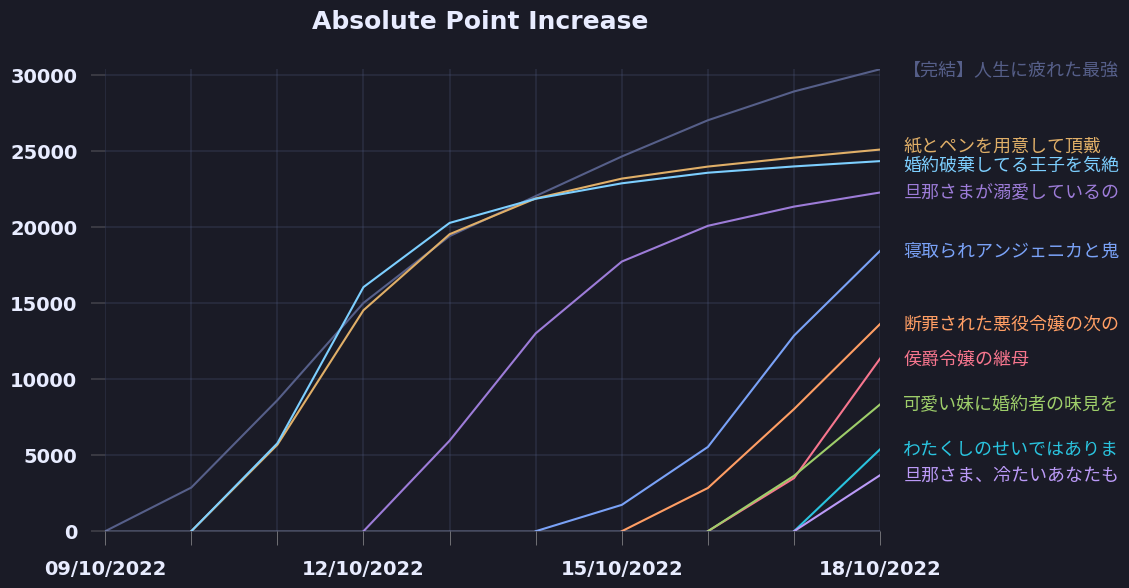 Absolute Point Increase
30000
25000
20000
15000
10000
5000
0
09/10/2022
12/10/2022
15/10/2022
18/10/2022
【完結】人生に疲れた最強
紙とペンを用意して頂戴
婚約破棄してる王子を気絶
旦那さまが溺愛しているの
寝取られアンジェニカと鬼
断罪された悪役令嬢の次の
侯爵令嬢の継母
可愛い妹に婚約者の味見を
わたくしのせいではありま
旦那さま、冷たいあなたも